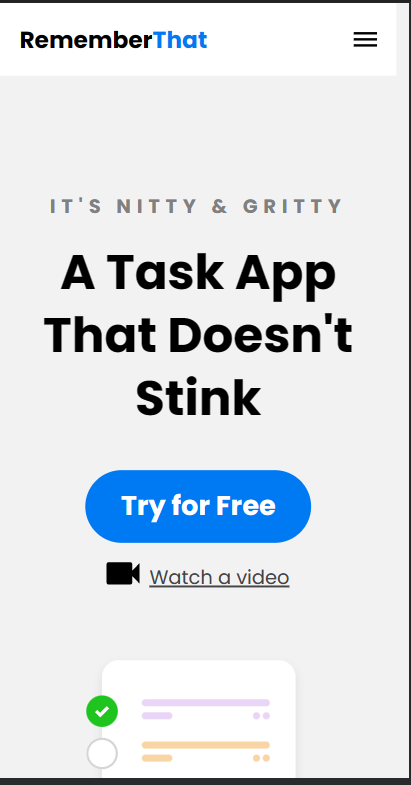 RememberThat
IT'S NITTY & GRITTY
A Task App
That Doesn't
Stink
Try for Free
Watch a video